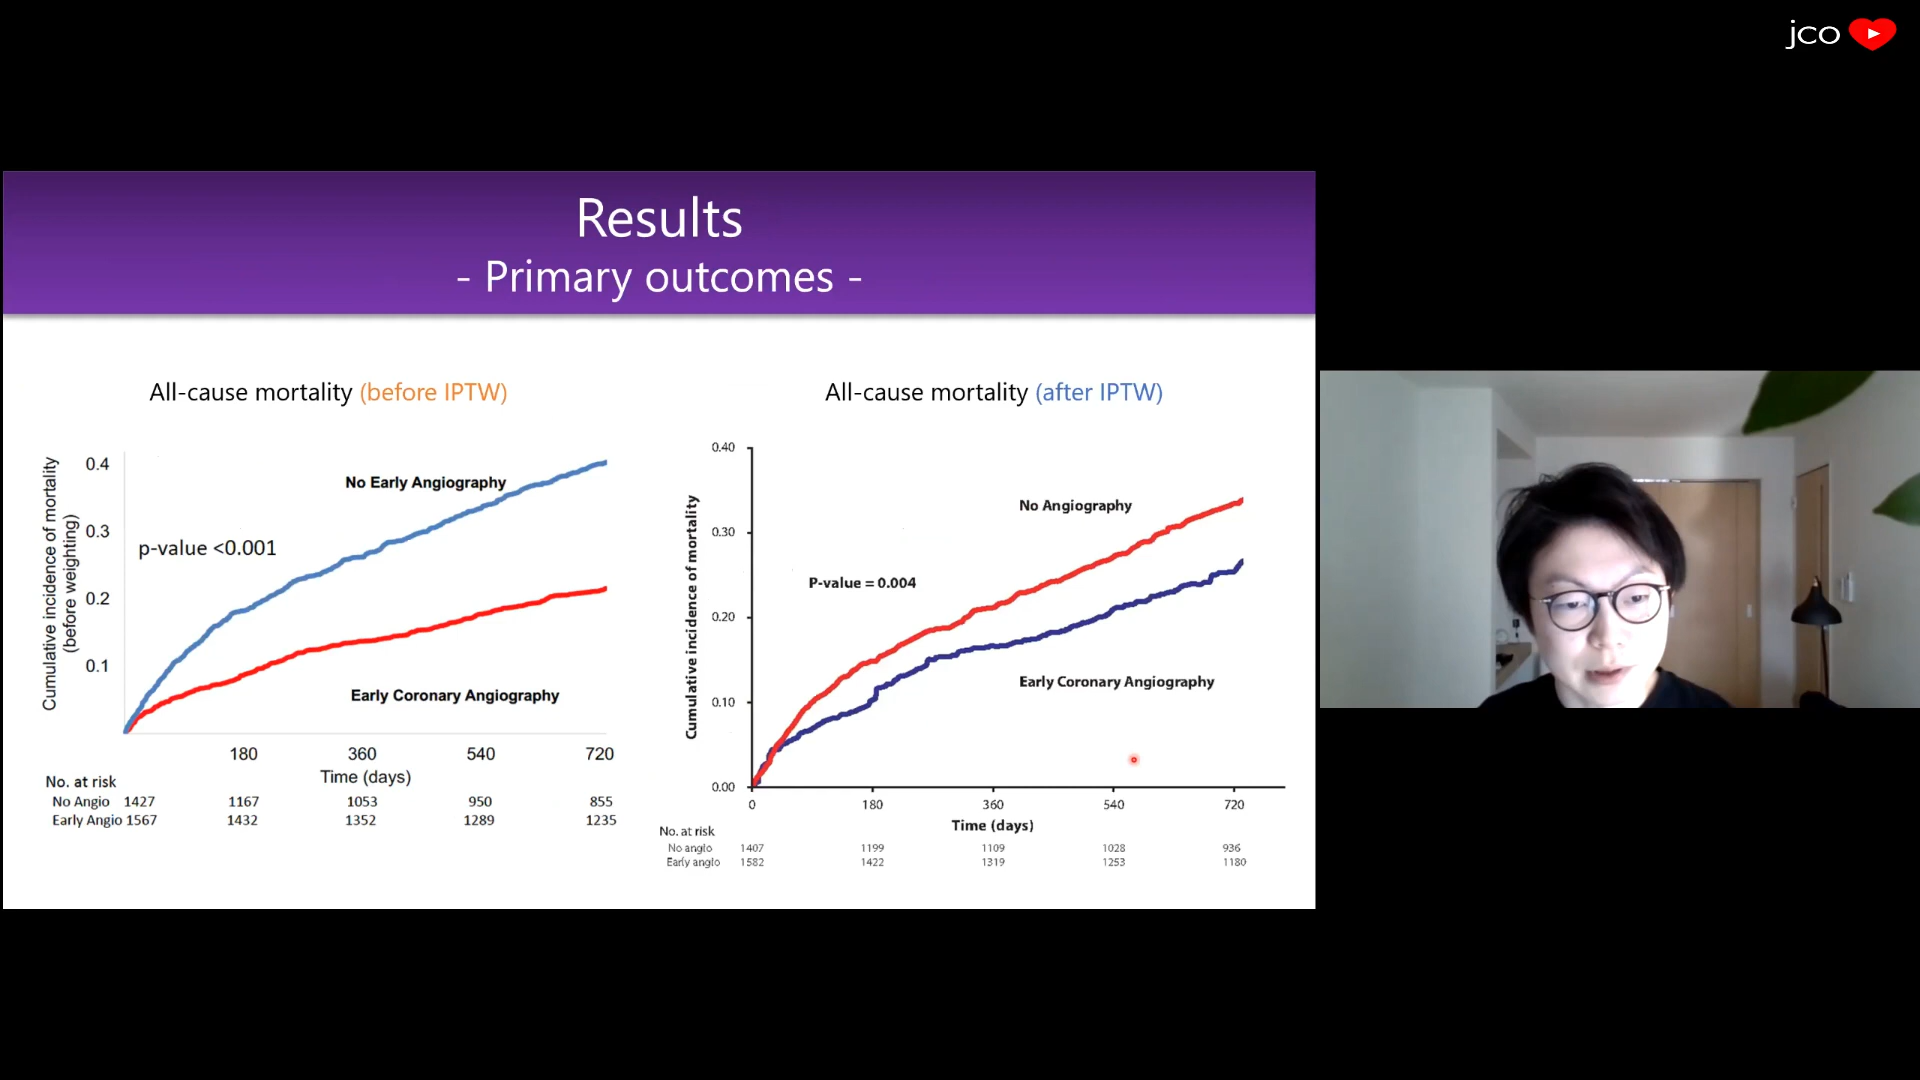 jco
Results
- Primary outcomes -
All-cause mortality (before IPTW)
Cumulative incidence of mortality
(before weighting)
0.4
0.3
0.2
0.1
No Early Angiography
p-value <0.001
Early Coronary Angiography
180 360 540 720
Time (days)
No. at risk
No Angio 1427 1167 1053 950 855
Early Angio 1567 1432 1352 1289 1235
All-cause mortality (after IPTW)
Cumulative incidence of mortality
0.40
0.30
0.20
0.10
0.00
No Angiography
P-value = 0.004
Early Coronary Angiography
0 180 360 540 720
Time (days)
No. at risk
No angio 1407 1199 1109 1028 936
Early angio 1582 1422 1319 1253 1180